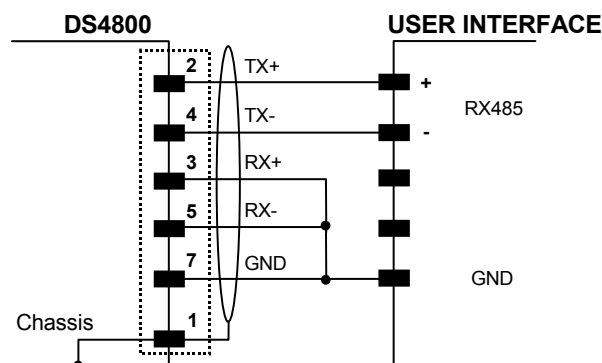 DS4800 USER INTERFACE
2 TX+ +
RX485
4 TX- -
3 RX+
5 RX-
7 GND GND
Chassis 1